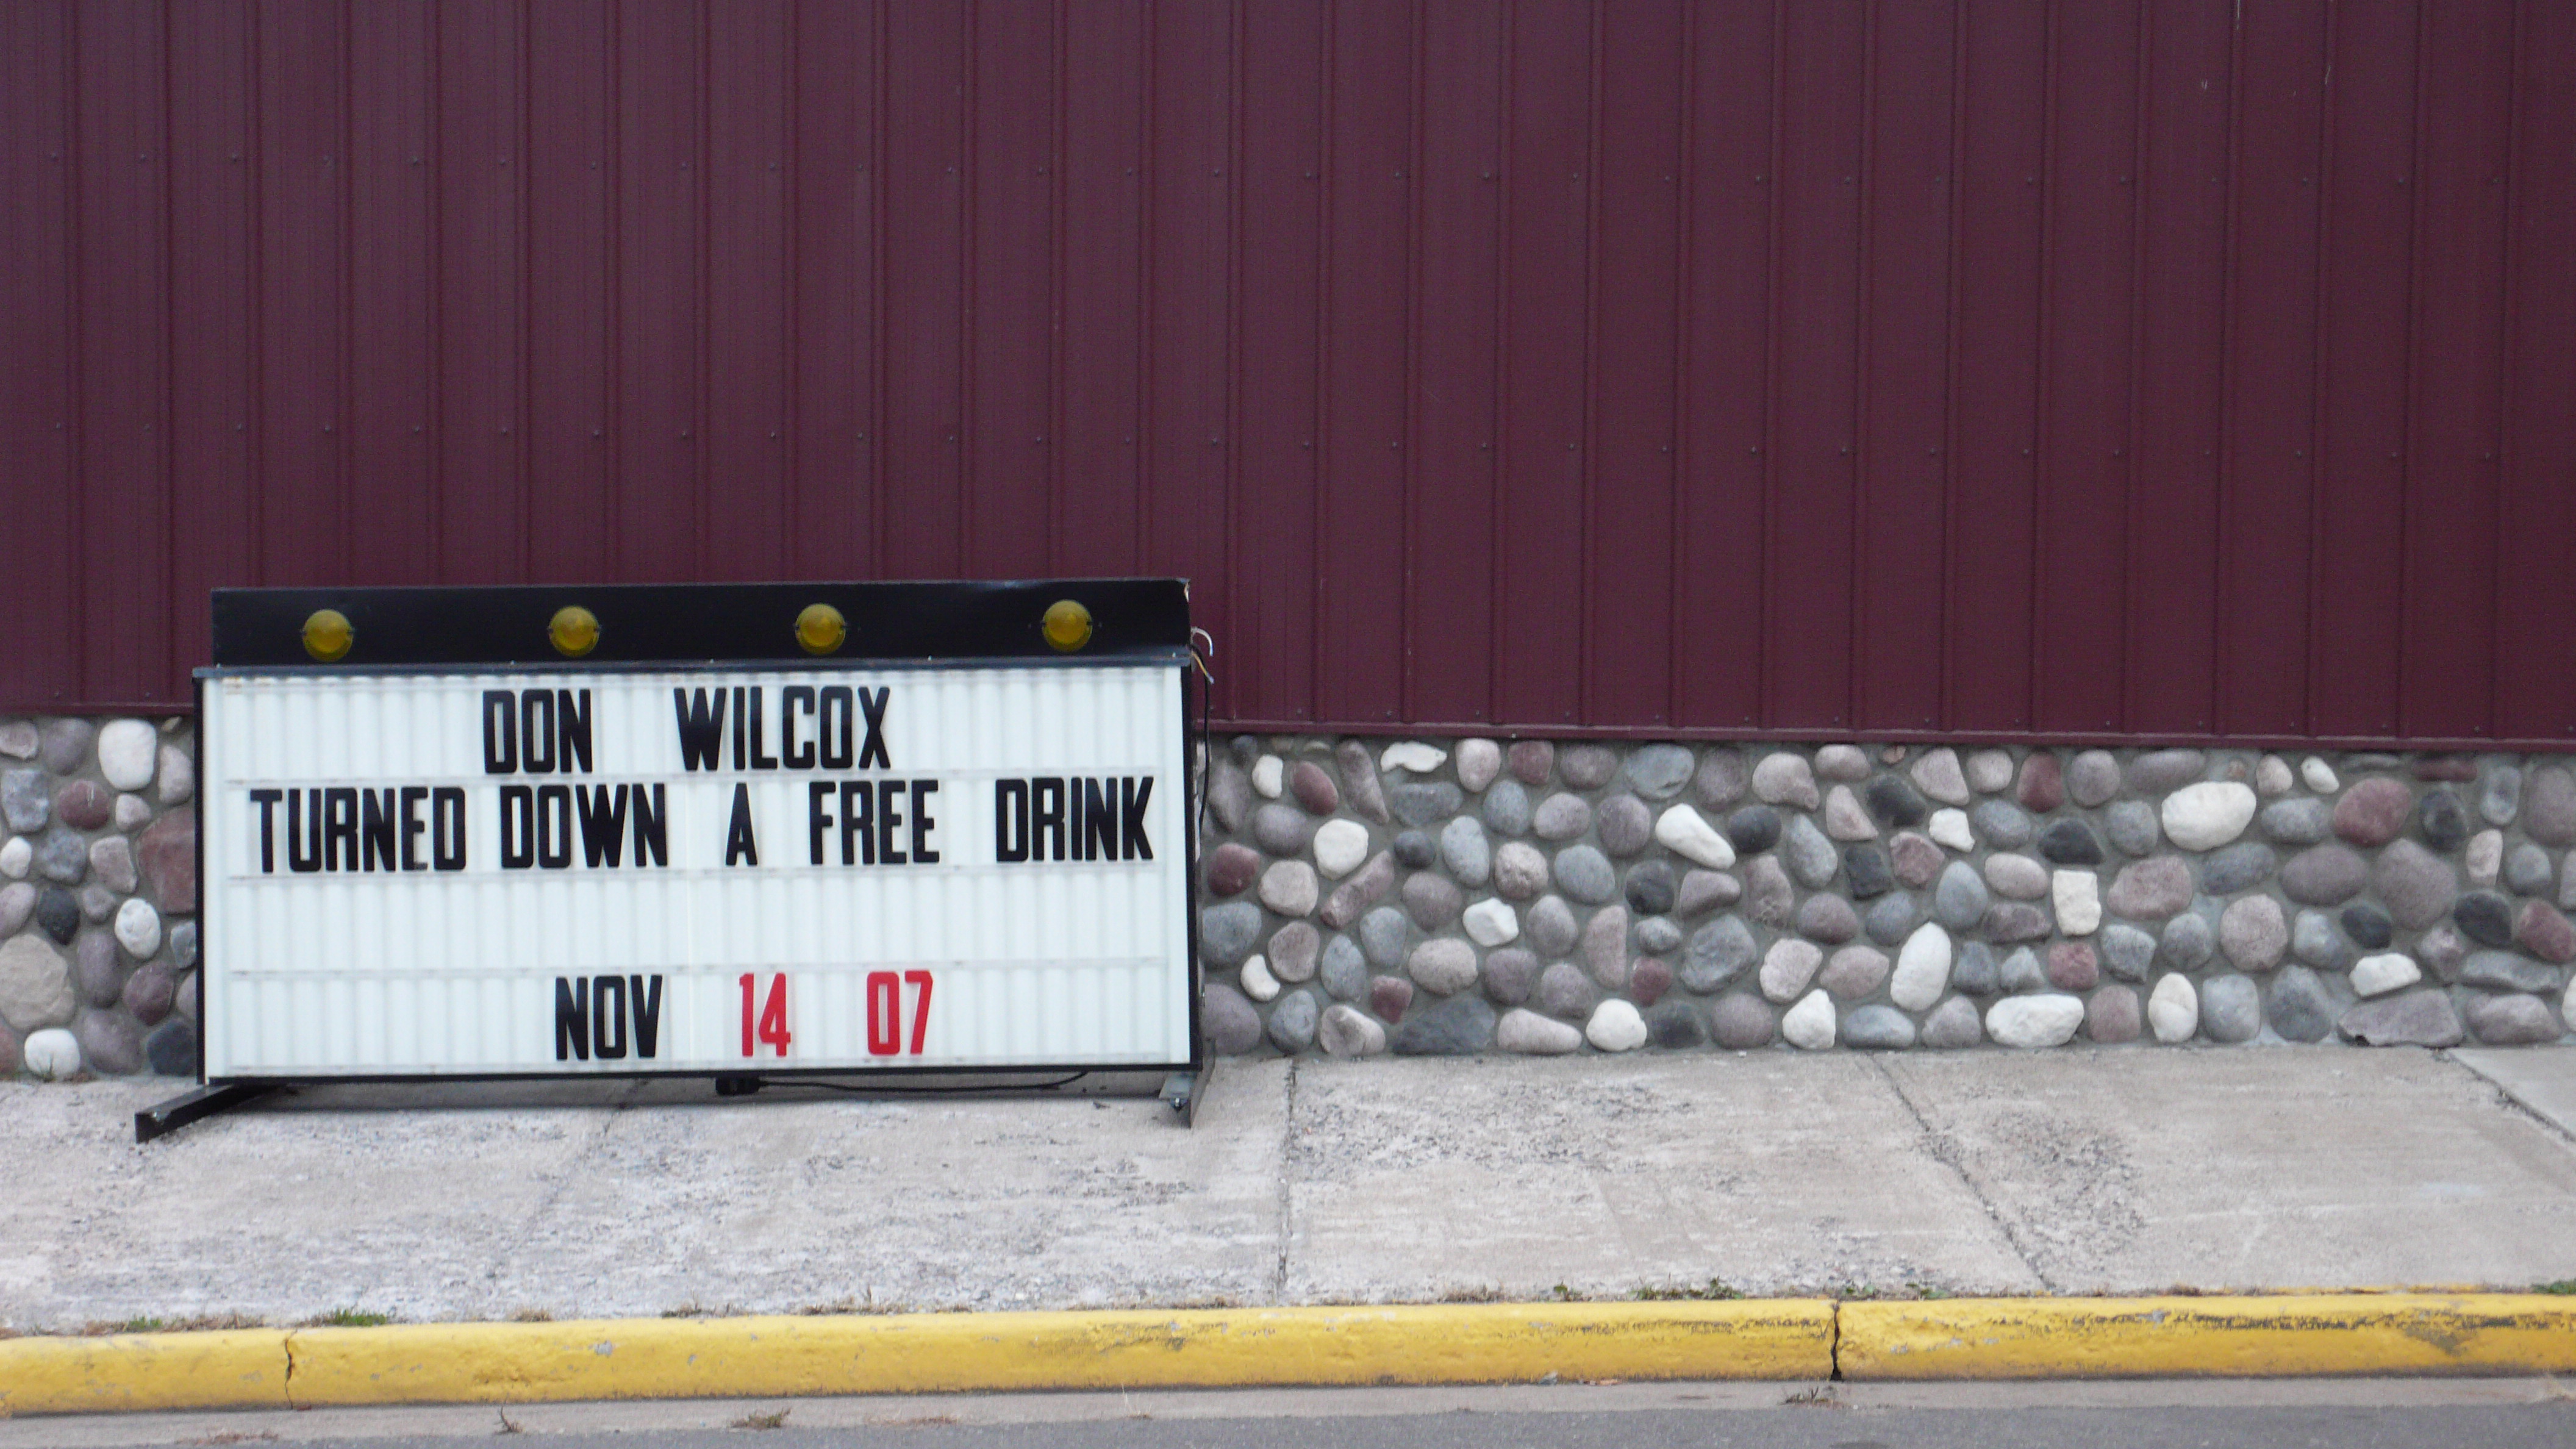 DON WILCOX
TURNED DOWN A FREE DRINK
NOV 14 07